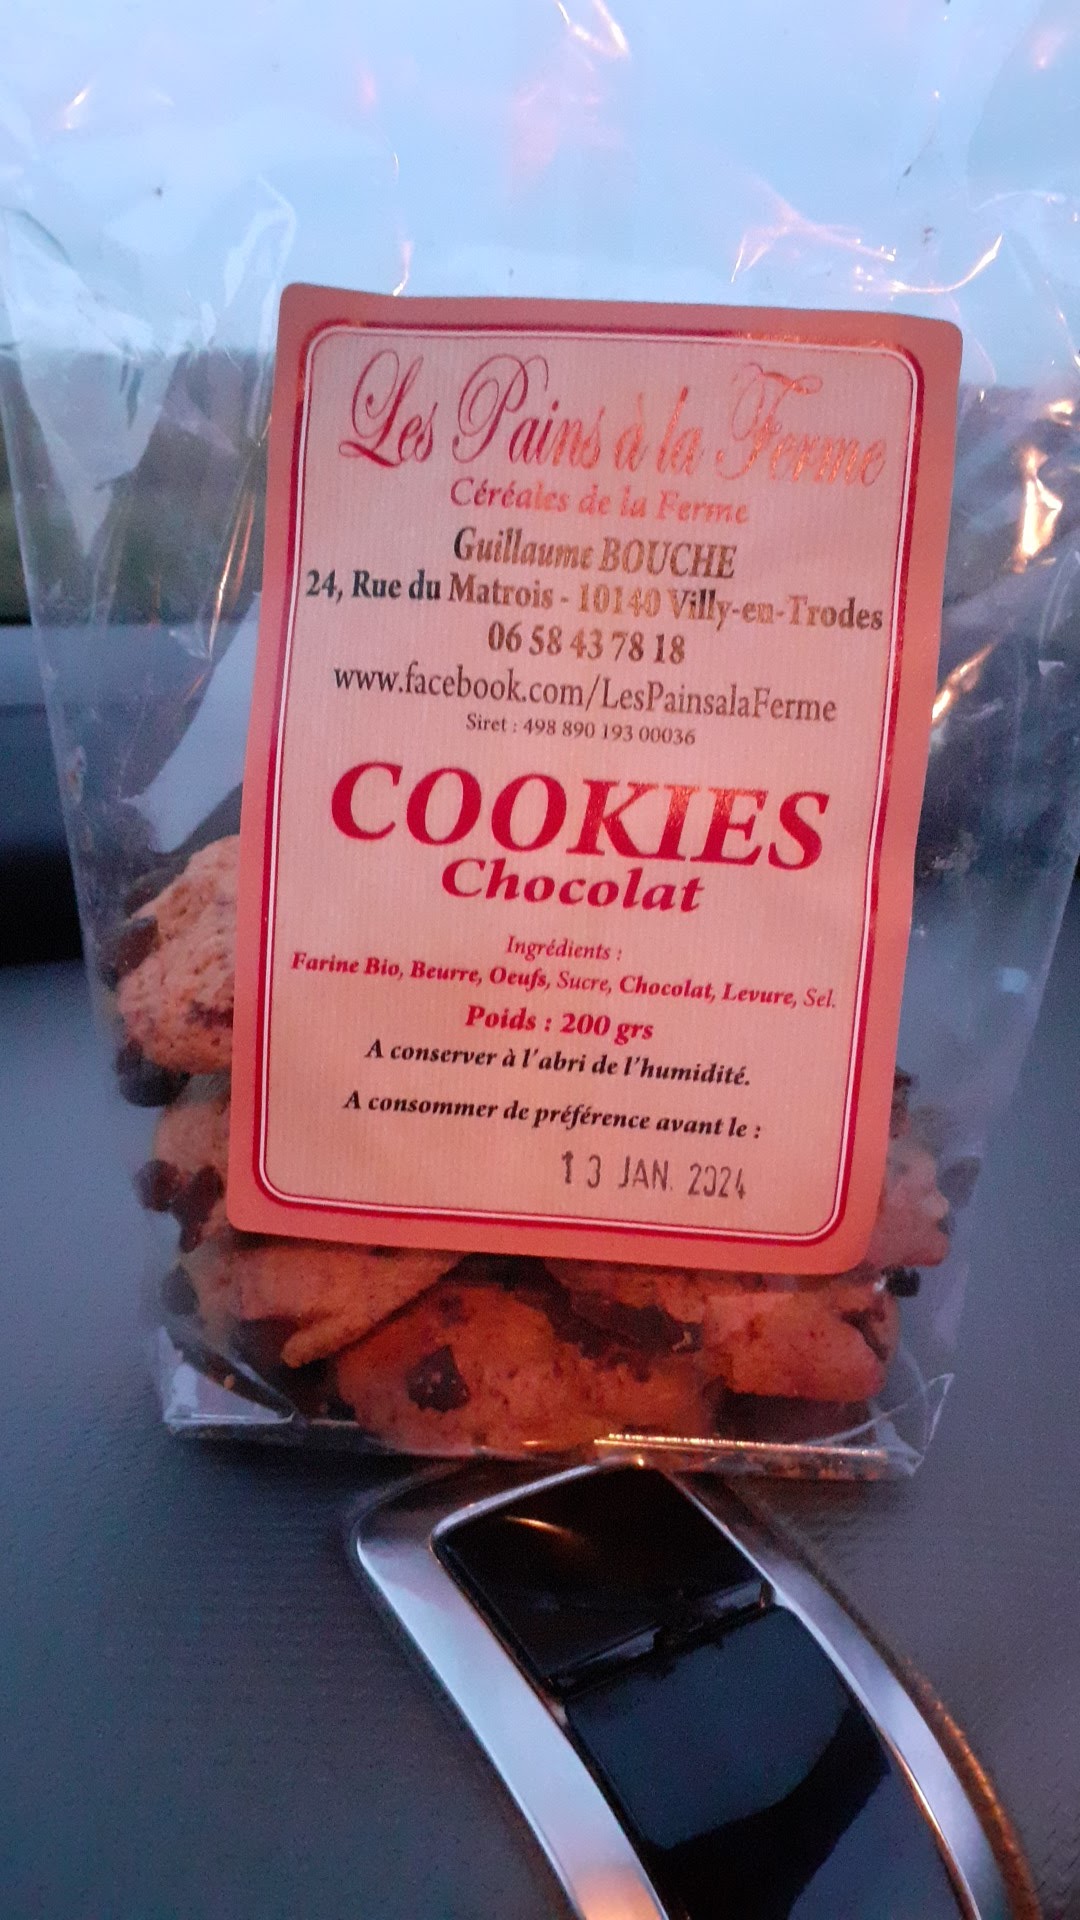 Les Pains à la Ferme
Céréales de la Ferme
Guillaume BOUCHE
24, Rue du Matrois - 10140 Villy-en-Trodes
06 58 43 78 18
www.facebook.com/LesPainsalaFerme
Siret : 498 890 193 00036
COOKIES
Chocolat
Ingrédients :
Farine Bio, Beurre, Oeufs, Sucre, Chocolat, Levure, Sel.
Poids : 200 grs
A conserver à l'abri de l'humidité.
A consommer de préférence avant le :
13 JAN. 2024